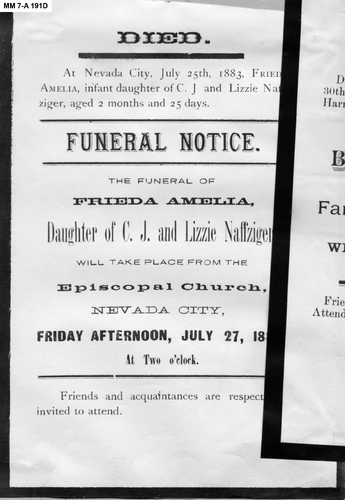 MM 7-A 191D
DIED.
At Nevada City, July 25th, 1883, FRIED
AMELIA, infant daughter of C. J and Lizzie Naf
ziger, aged 2 months and 25 days.
FUNERAL NOTICE.
THE FUNERAL OF
FRIEDA AMELIA,
Daughter of C. J. and Lizzie Naffziger
WILL TAKE PLACE FROM THE
Episcopal Church,
NEVADA CITY,
FRIDAY AFTERNOON, JULY 27, 18
At Two o'clock.
Friends and acquaintances are respect
invited to attend.
D
30th
Harr
B
Fa
WI
Frie
Attend